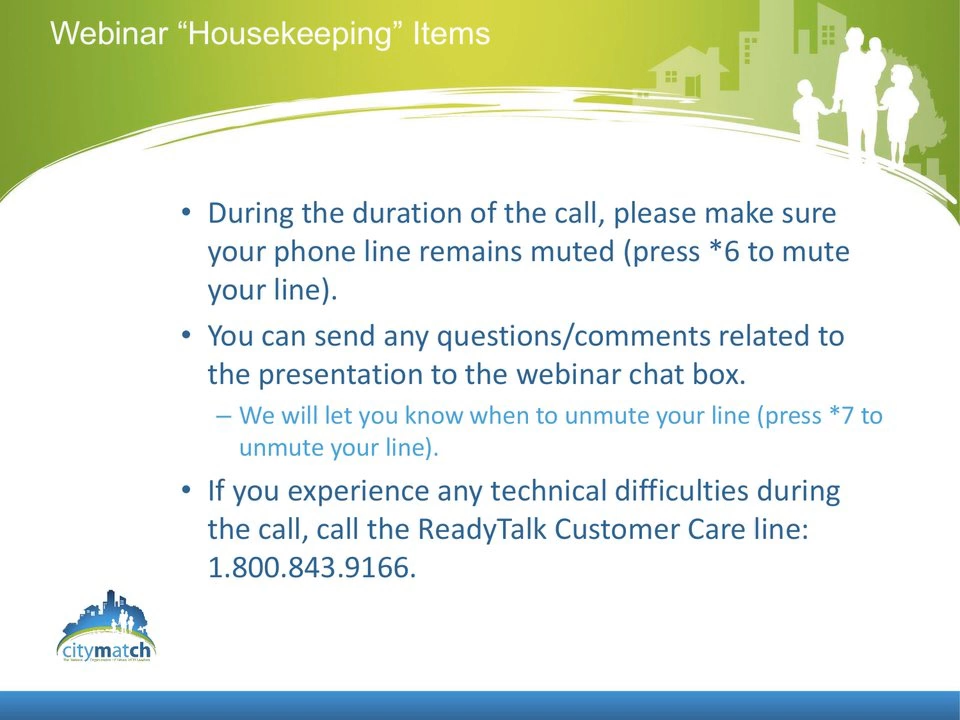 Webinar “Housekeeping” Items
• During the duration of the call, please make sure
your phone line remains muted (press *6 to mute
your line).
• You can send any questions/comments related to
the presentation to the webinar chat box.
– We will let you know when to unmute your line (press *7 to
unmute your line).
• If you experience any technical difficulties during
the call, call the ReadyTalk Customer Care line:
1.800.843.9166.
citymatch